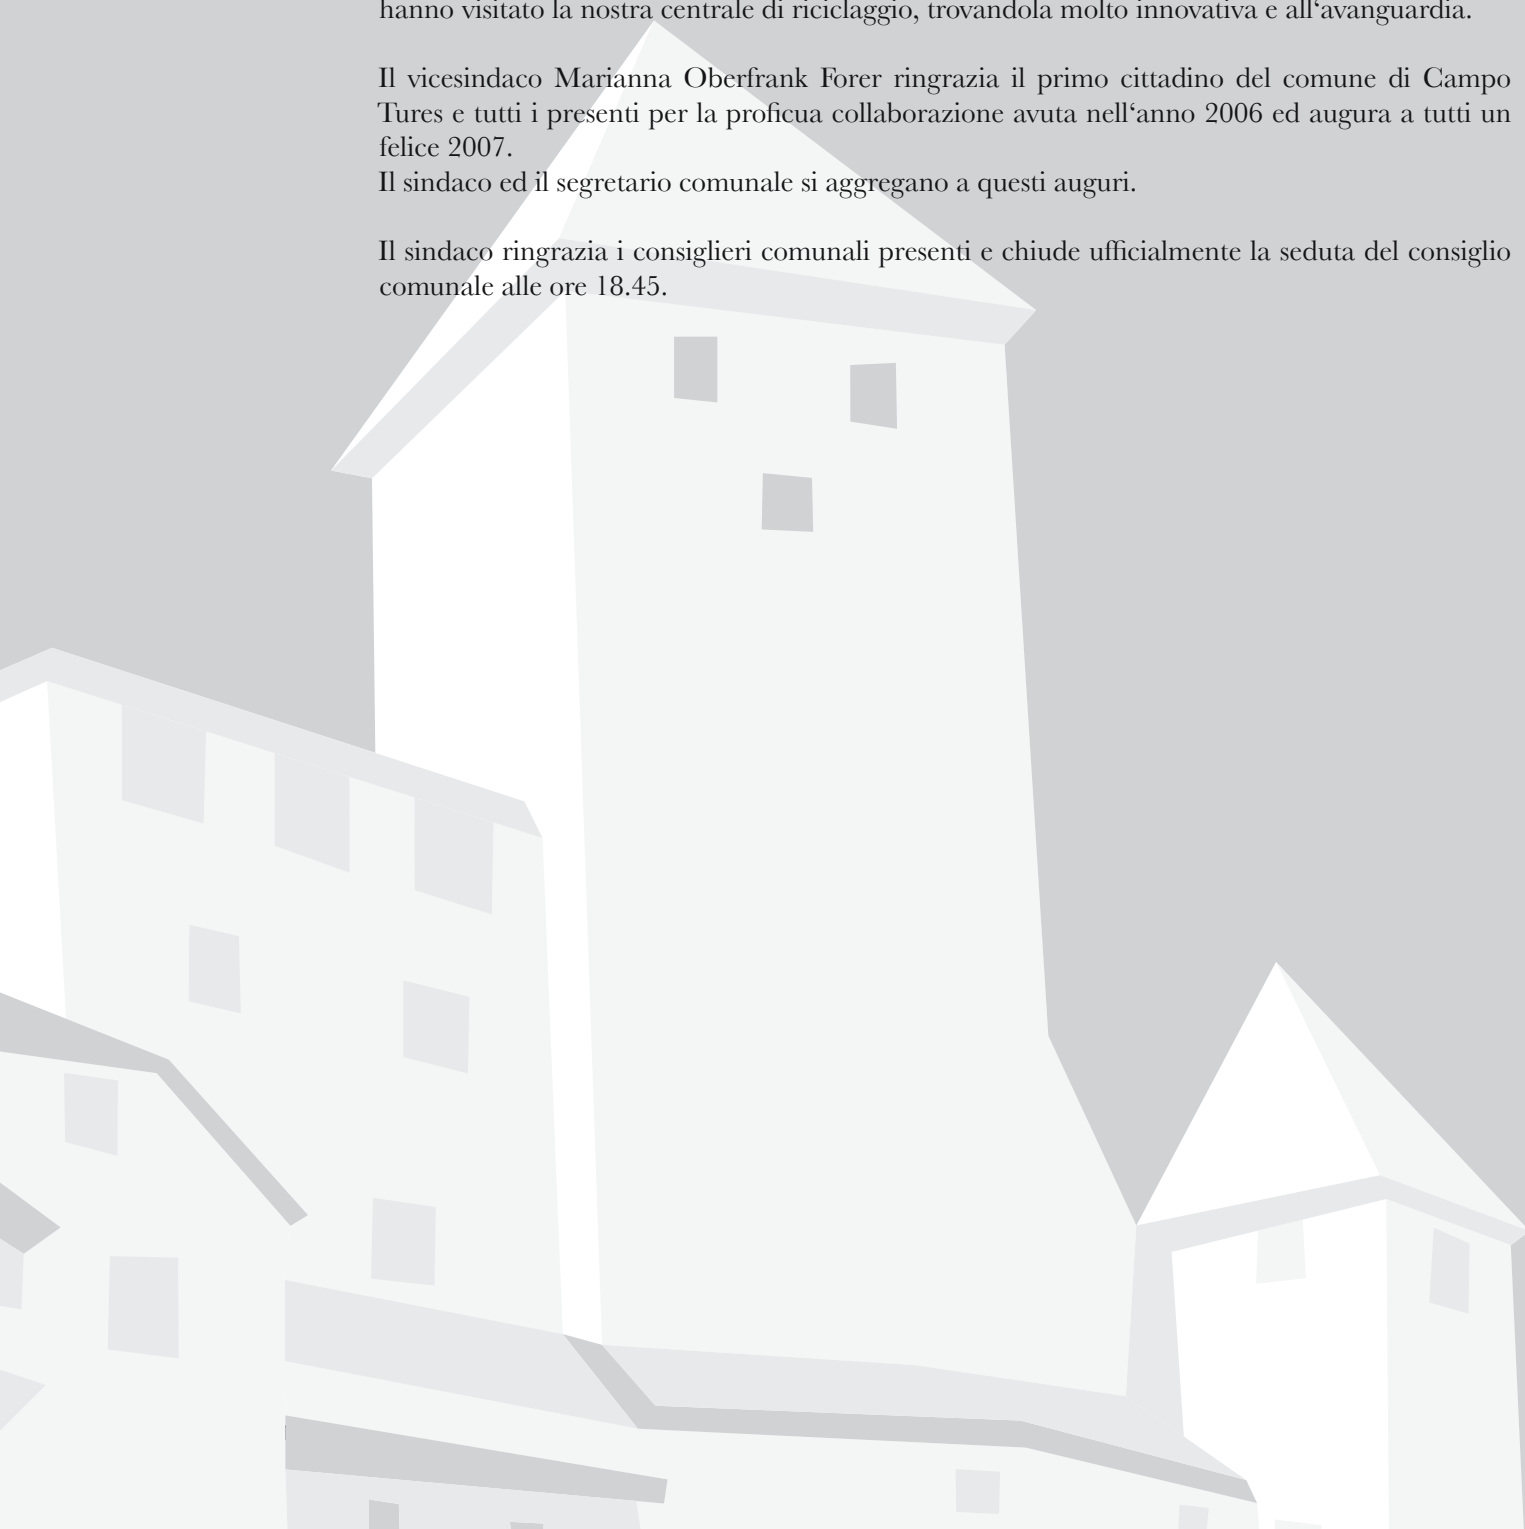 hanno visitato la nostra centrale di riciclaggio, trovandola molto innovativa e all‘avanguardia.
Il vicesindaco Marianna Oberfrank Forer ringrazia il primo cittadino del comune di Campo
Tures e tutti i presenti per la proficua collaborazione avuta nell‘anno 2006 ed augura a tutti un
felice 2007.
Il sindaco ed il segretario comunale si aggregano a questi auguri.
Il sindaco ringrazia i consiglieri comunali presenti e chiude ufficialmente la seduta del consiglio
comunale alle ore 18.45.